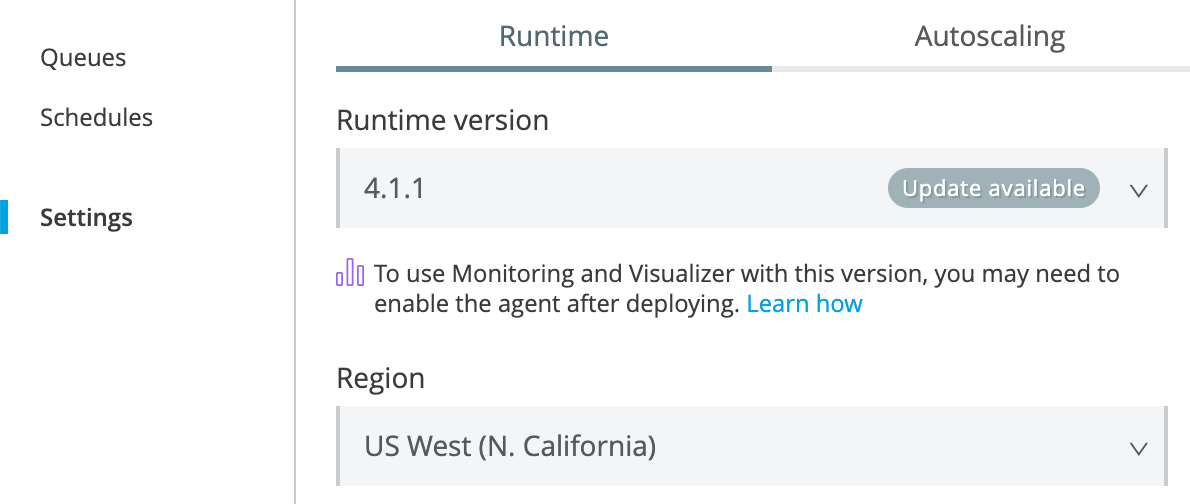 Queues
Schedules
Settings
Runtime
Autoscaling
Runtime version
4.1.1
Update available
To use Monitoring and Visualizer with this version, you may need to
enable the agent after deploying. Learn how
Region
US West (N. California)